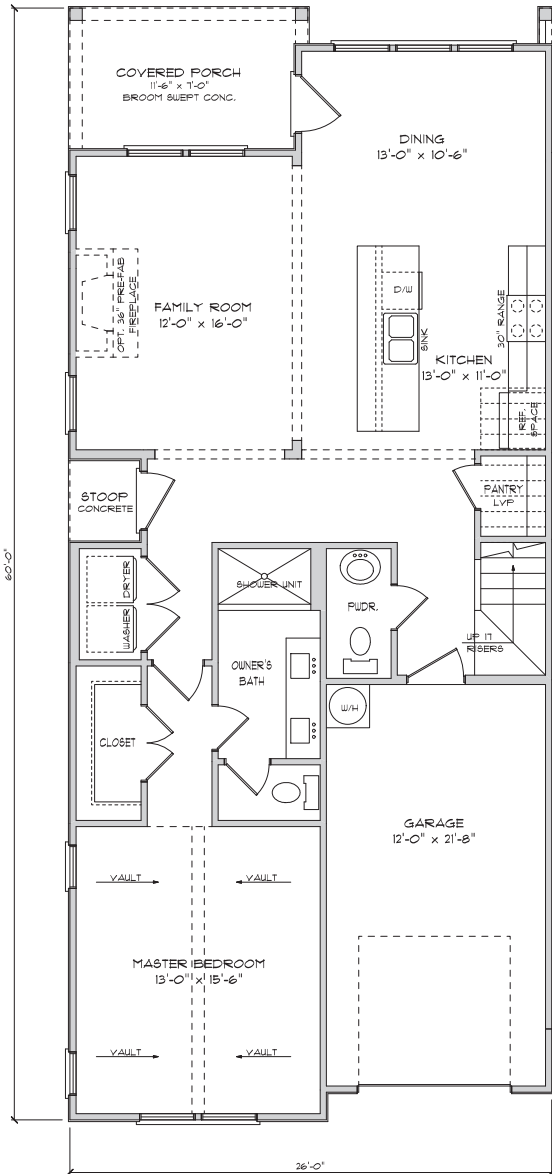 COVERED PORCH
11'-6" x 7'-0"
BROOM SWEPT CONC.
DINING
13'-0" x 10'-6"
OPT. 36" PRE-FAB
FIREPLACE
FAMILY ROOM
12'-0" x 16'-0"
D/W
SINK
30" RANGE
KITCHEN
13'-0" x 11'-0"
REF.
SPACE
STOOP
CONCRETE
PANTRY
LVP
60'-0"
DRYER
WASHER
SHOWER UNIT
PWDR.
UP 17
RISERS
OWNER'S
BATH
W/H
CLOSET
GARAGE
12'-0" x 21'-8"
VAULT
VAULT
MASTER BEDROOM
13'-0" x 15'-6"
VAULT
VAULT
26'-0"